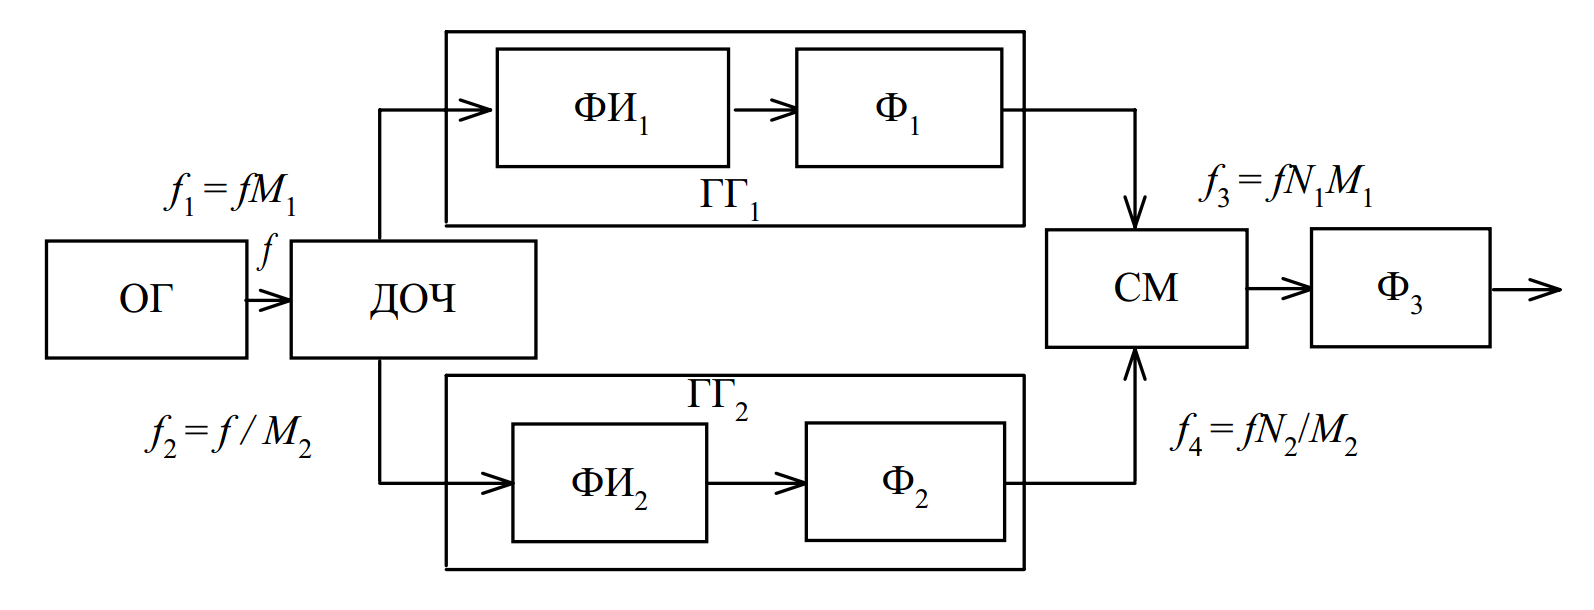 ФИ₁
Ф₁
ГГ₁
f₁ = fM₁
f₃ = fN₁M₁
f
ОГ
ДОЧ
СМ
Ф₃
ГГ₂
f₂ = f / M₂
f₄ = fN₂/M₂
ФИ₂
Ф₂